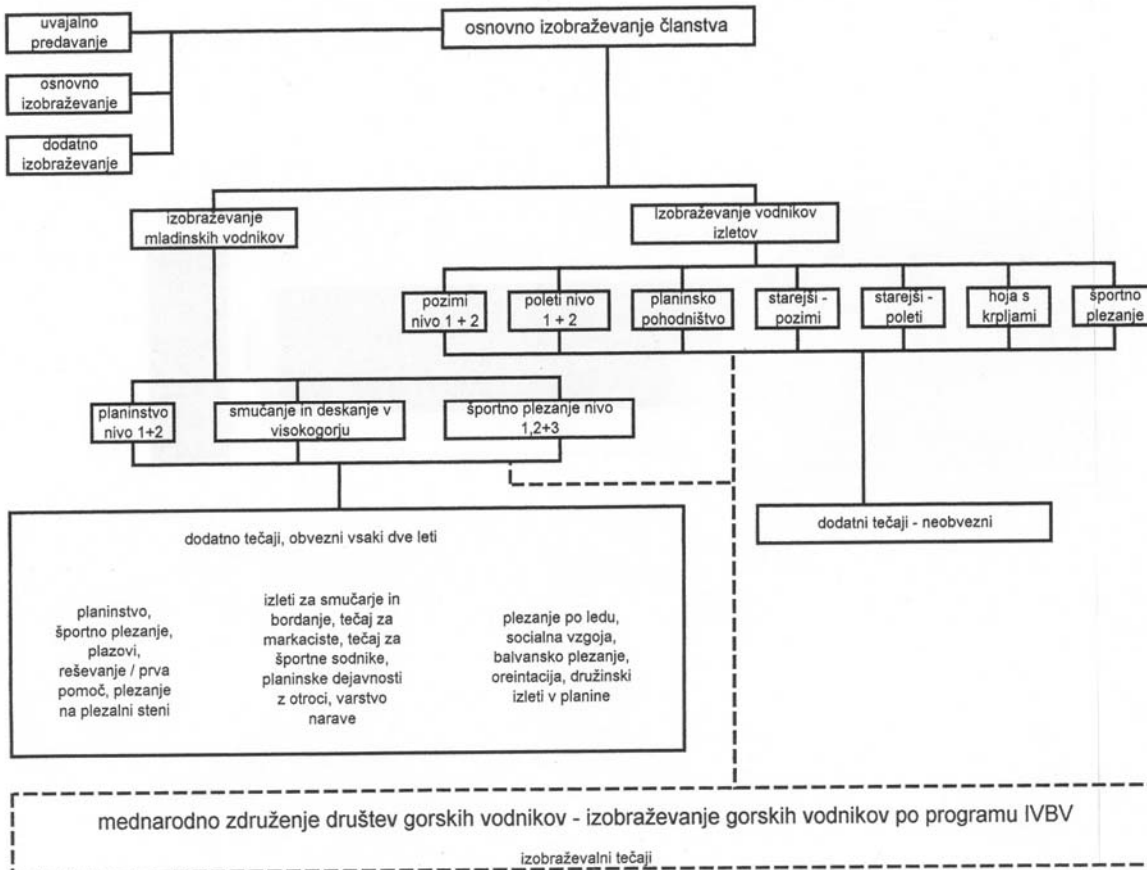 uvajalno
predavanje
osnovno izobraževanje članstva
osnovno
izobraževanje
dodatno
izobraževanje
izobraževanje
mladinskih vodnikov
Izobraževanje vodnikov
izletov
pozimi
nivo 1 + 2
poleti nivo
1 + 2
planinsko
pohodništvo
starejši -
pozimi
starejši -
poleti
hoja s
krpljami
športno
plezanje
planinstvo
nivo 1+2
smučanje in deskanje v
visokogorju
športno plezanje nivo
1,2+3
dodatno tečaji, obvezni vsaki dve leti
dodatni tečaji - neobvezni
planinstvo,
športno plezanje,
plazovi,
reševanje / prva
pomoč, plezanje
na plezalni steni
izleti za smučarje in
bordanje, tečaj za
markaciste, tečaj za
športne sodnike,
planinske dejavnosti
z otroci, varstvo
narave
plezanje po ledu,
socialna vzgoja,
balvansko plezanje,
oreintacija, družinski
izleti v planine
mednarodno združenje društev gorskih vodnikov - izobraževanje gorskih vodnikov po programu IVBV
izobraževalni tečaji